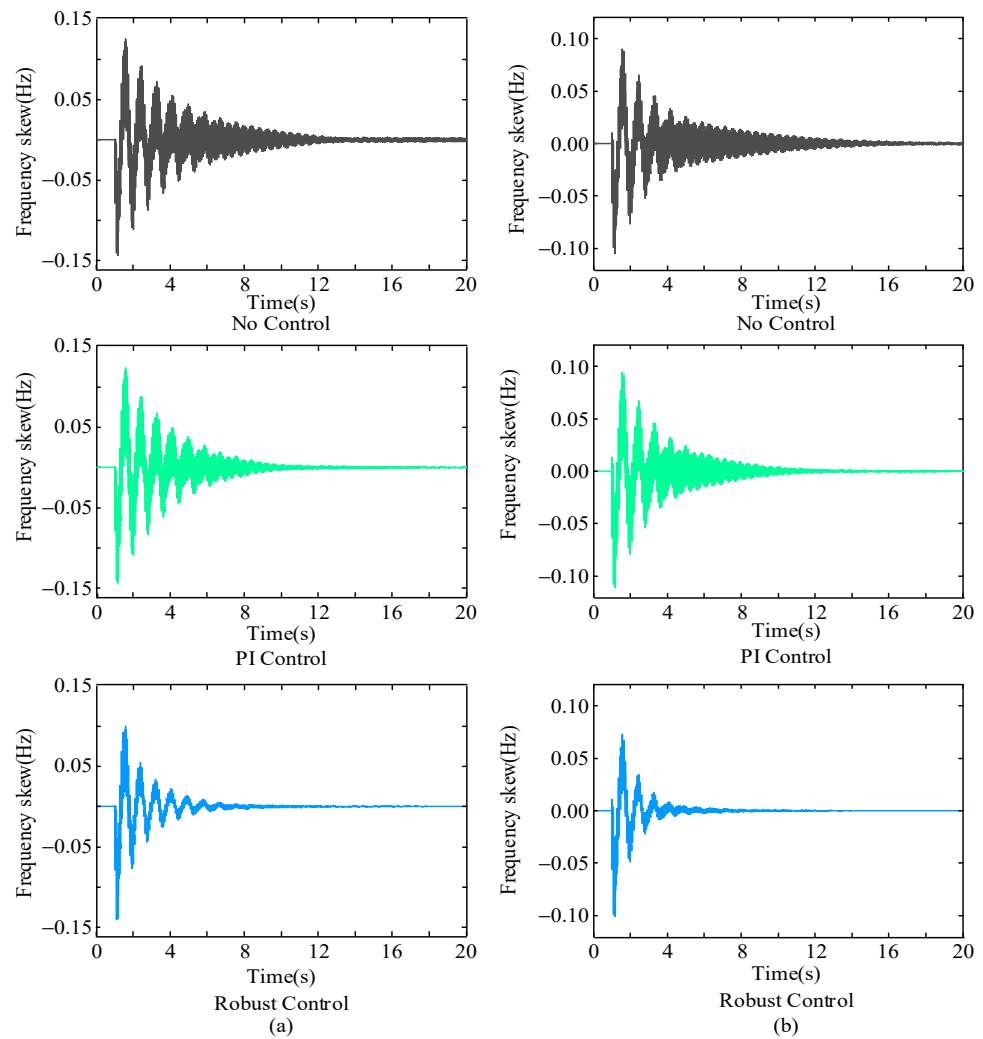 0.15
0.05
−0.05
−0.15
Frequency skew(Hz)
0 4 8 12 16 20
Time(s)
No Control
0.10
0.05
0.00
−0.05
−0.10
Frequency skew(Hz)
0 4 8 12 16 20
Time(s)
No Control
0.15
0.05
−0.05
−0.15
Frequency skew(Hz)
0 4 8 12 16 20
Time(s)
PI Control
0.10
0.05
0.00
−0.05
−0.10
Frequency skew(Hz)
0 4 8 12 16 20
Time(s)
PI Control
0.15
0.05
−0.05
−0.15
Frequency skew(Hz)
0 4 8 12 16 20
Time(s)
Robust Control
(a)
0.10
0.05
0.00
−0.05
−0.10
Frequency skew(Hz)
0 4 8 12 16 20
Time(s)
Robust Control
(b)